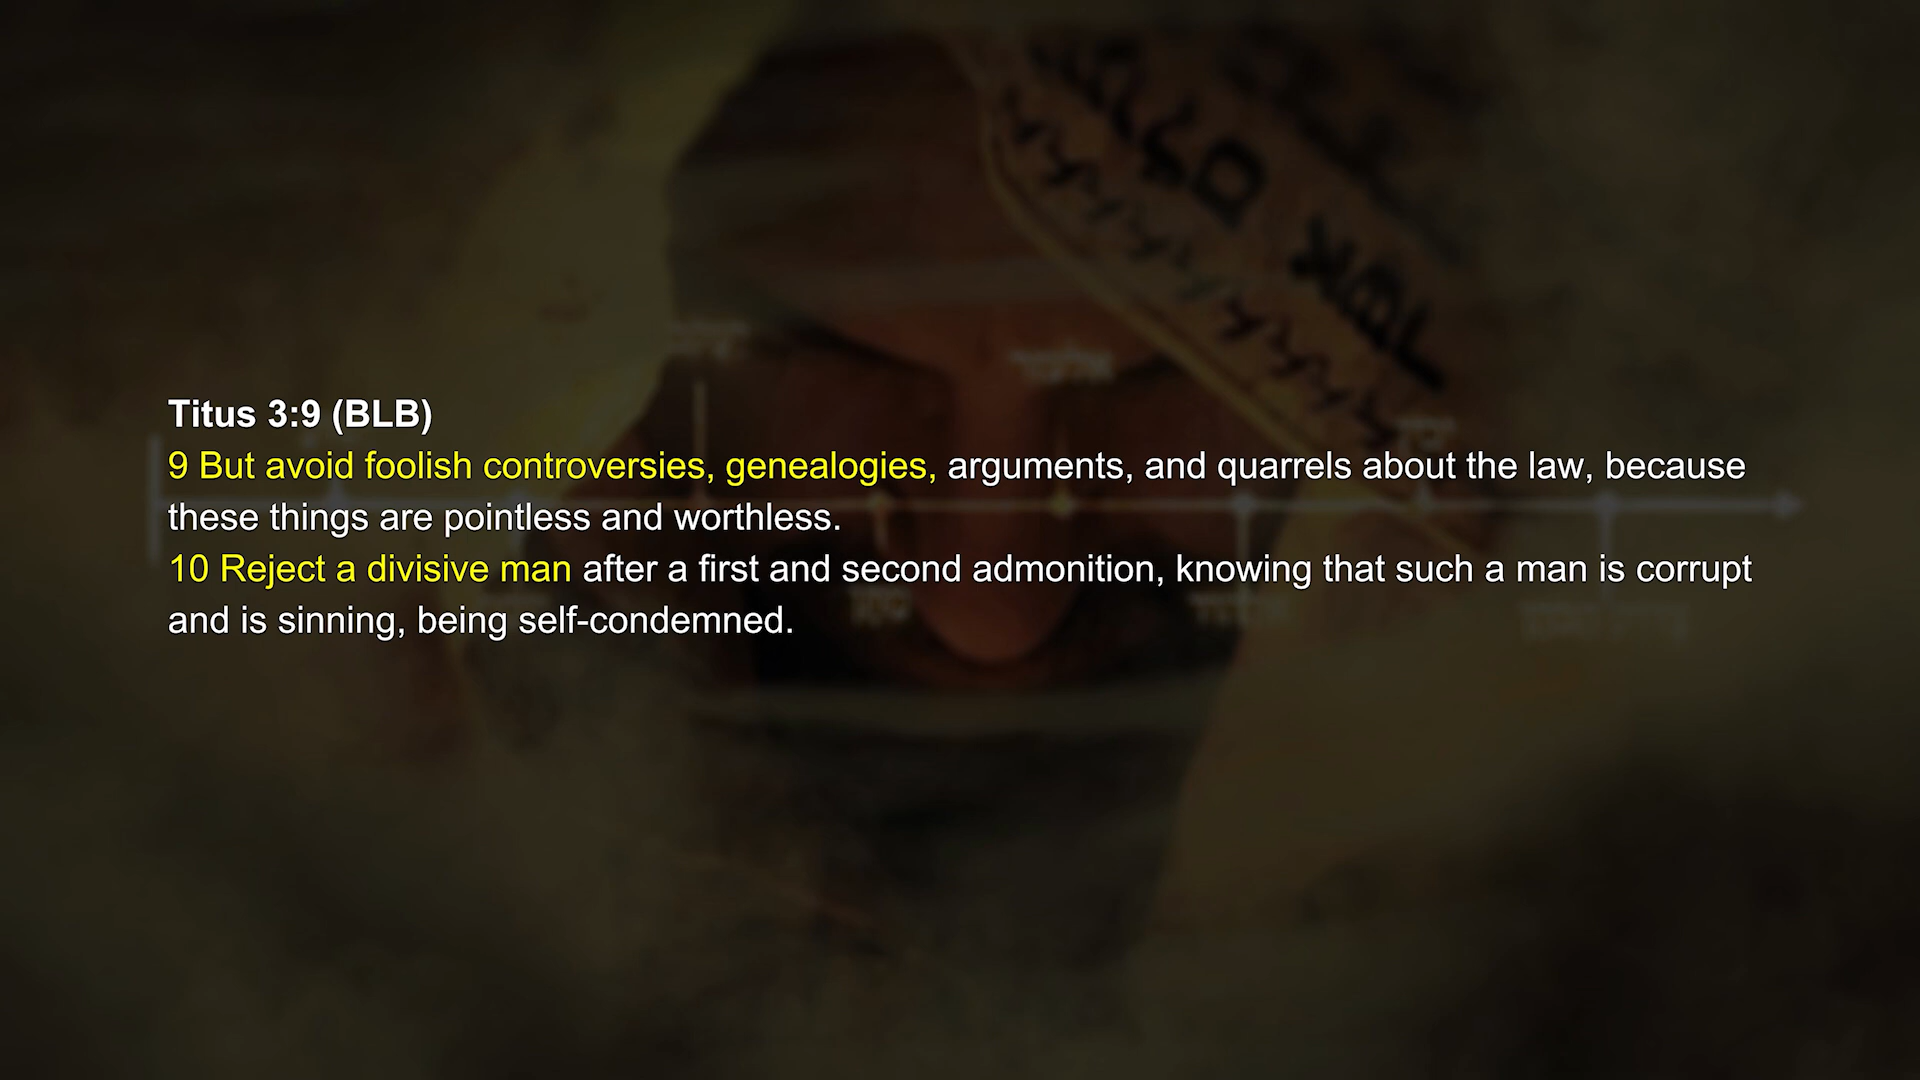 Titus 3:9 (BLB)
9 But avoid foolish controversies, genealogies, arguments, and quarrels about the law, because
these things are pointless and worthless.
10 Reject a divisive man after a first and second admonition, knowing that such a man is corrupt
and is sinning, being self-condemned.